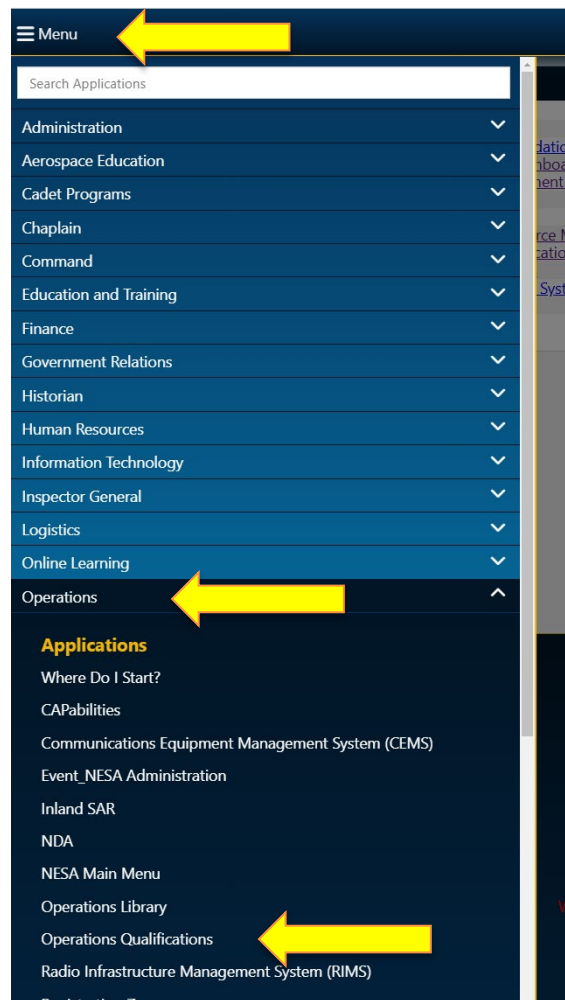 Menu
Search Applications
Administration
Aerospace Education
Cadet Programs
Chaplain
Command
Education and Training
Finance
Government Relations
Historian
Human Resources
Information Technology
Inspector General
Logistics
Online Learning
Operations
Applications
Where Do I Start?
CAPabilities
Communications Equipment Management System (CEMS)
Event_NESA Administration
Inland SAR
NDA
NESA Main Menu
Operations Library
Operations Qualifications
Radio Infrastructure Management System (RIMS)